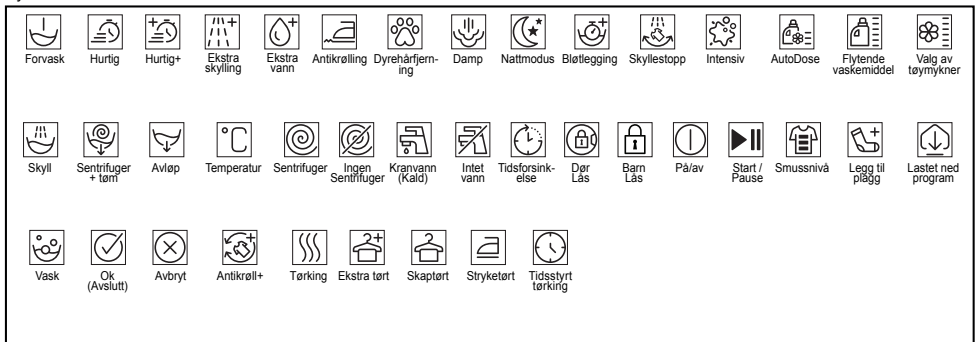 Forvask Hurtig Hurtig+ Ekstra skylling Ekstra vann Antikrølling Dyrehårfjern-ing Damp Nattmodus Bløtlegging Skyllestopp Intensiv AutoDose Flytende vaskemiddel Valg av tøymykner
Skyll Sentrifuger + tøm Avløp °C Temperatur Sentrifuger Ingen Sentrifuger Kranvann (Kald) Intet vann Tidsforsink-else Dør Lås Barn Lås På/av Start / Pause Smussnivå Legg til plagg Lastet ned program
Vask Ok (Avslutt) Avbryt Antikrøll+ Tørking Ekstra tørt Skaptørt Stryketørt Tidsstyrt tørking